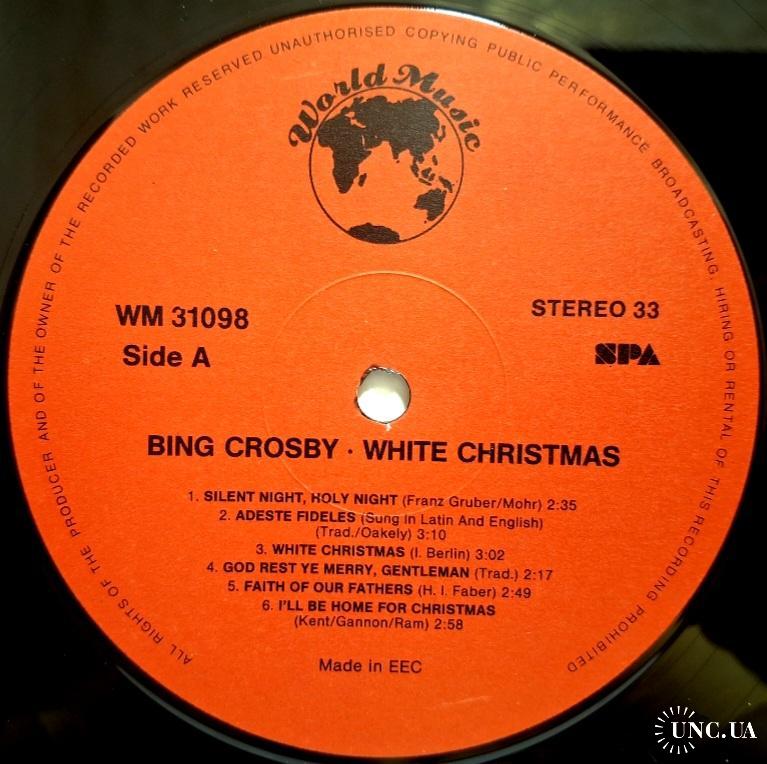 ALL RIGHTS OF THE PRODUCER AND OF THE OWNER OF THE RECORDED WORK RESERVED UNAUTHORISED COPYING PUBLIC PERFORMANCE BROADCASTING, HIRING OR RENTAL OF THIS RECORDING PROHIBITED
World Music
WM 31098
STEREO 33
Side A
SPA
BING CROSBY · WHITE CHRISTMAS
1. SILENT NIGHT, HOLY NIGHT (Franz Gruber/Mohr) 2:35
2. ADESTE FIDELES (Sung In Latin And English)
(Trad./Oakely) 3:10
3. WHITE CHRISTMAS (I. Berlin) 3:02
4. GOD REST YE MERRY, GENTLEMAN (Trad.) 2:17
5. FAITH OF OUR FATHERS (H. I. Faber) 2:49
6. I'LL BE HOME FOR CHRISTMAS
(Kent/Gannon/Ram) 2:58
Made in EEC
UNC.UA